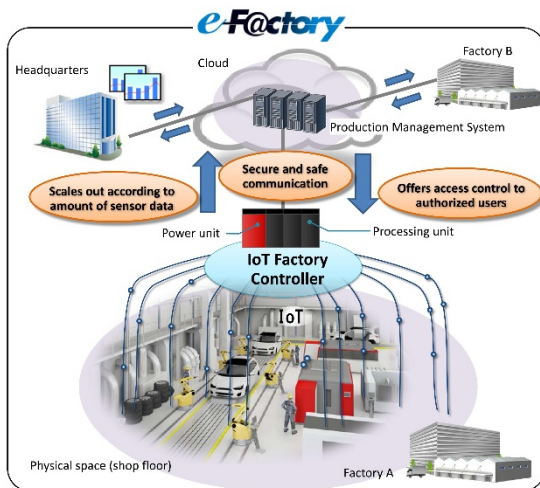 e-F@ctory
Headquarters
Cloud
Factory B
Production Management System
Scales out according to
amount of sensor data
Secure and safe
communication
Offers access control to
authorized users
Power unit
Processing unit
IoT Factory
Controller
IoT
Physical space (shop floor)
Factory A